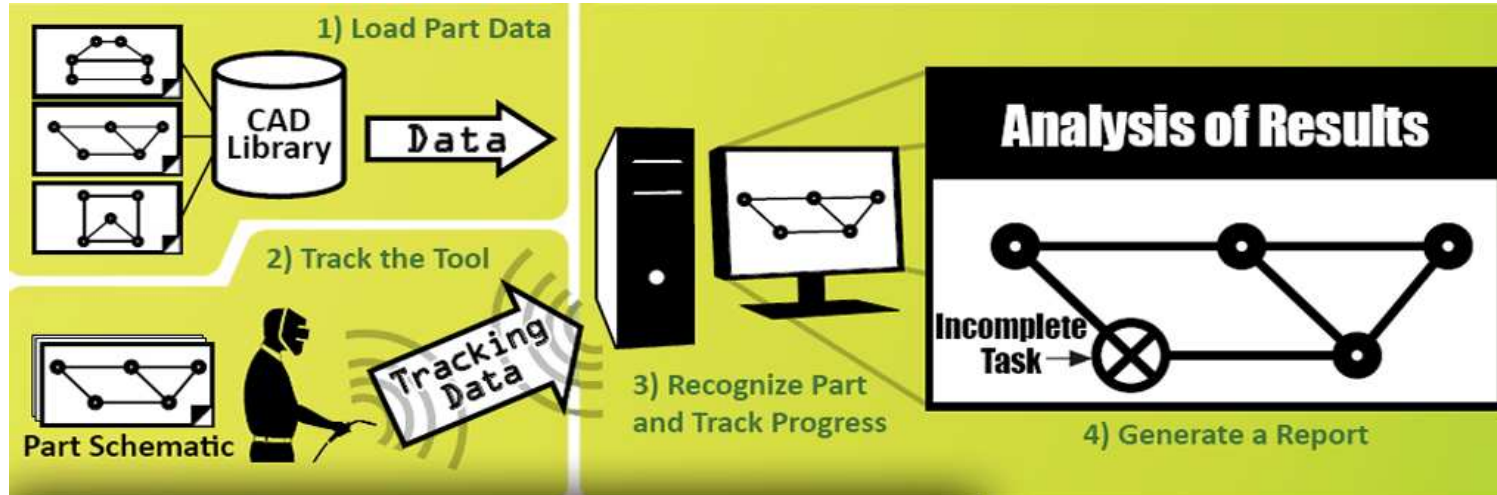 1) Load Part Data
CAD
Library
Data
2) Track the Tool
Tracking
Data
Part Schematic
3) Recognize Part
and Track Progress
Analysis of Results
Incomplete
Task
4) Generate a Report